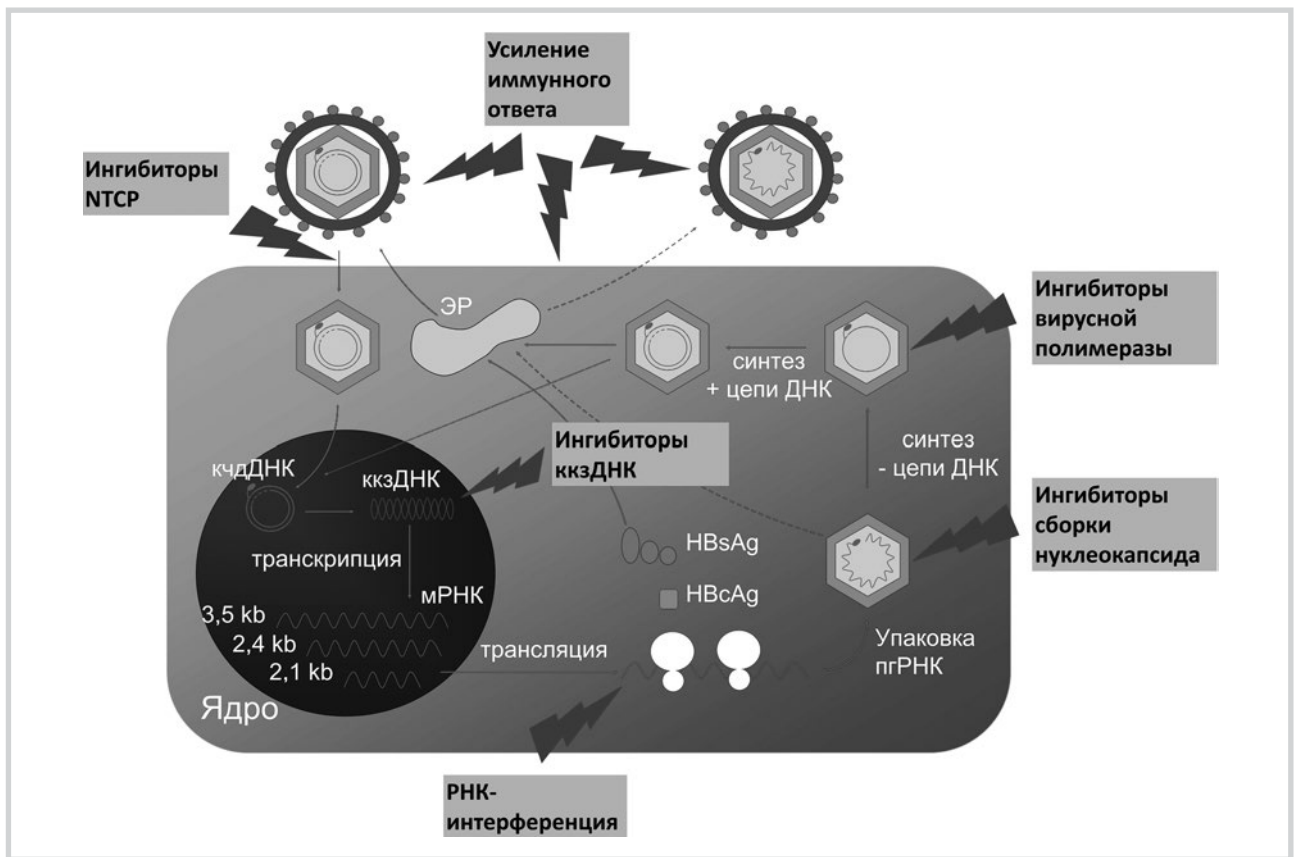 Усиление
иммунного
ответа
Ингибиторы
NTCP
ЭР
Ингибиторы
вирусной
полимеразы
синтез
+ цепи ДНК
Ингибиторы
ккзДНК
синтез
- цепи ДНК
кчдДНК
ккзДНК
Ингибиторы
сборки
нуклеокапсида
транскрипция
HBsAg
HBcAg
мРНК
3,5 kb
2,4 kb
2,1 kb
трансляция
Упаковка
пгРНК
Ядро
РНК-
интерференция